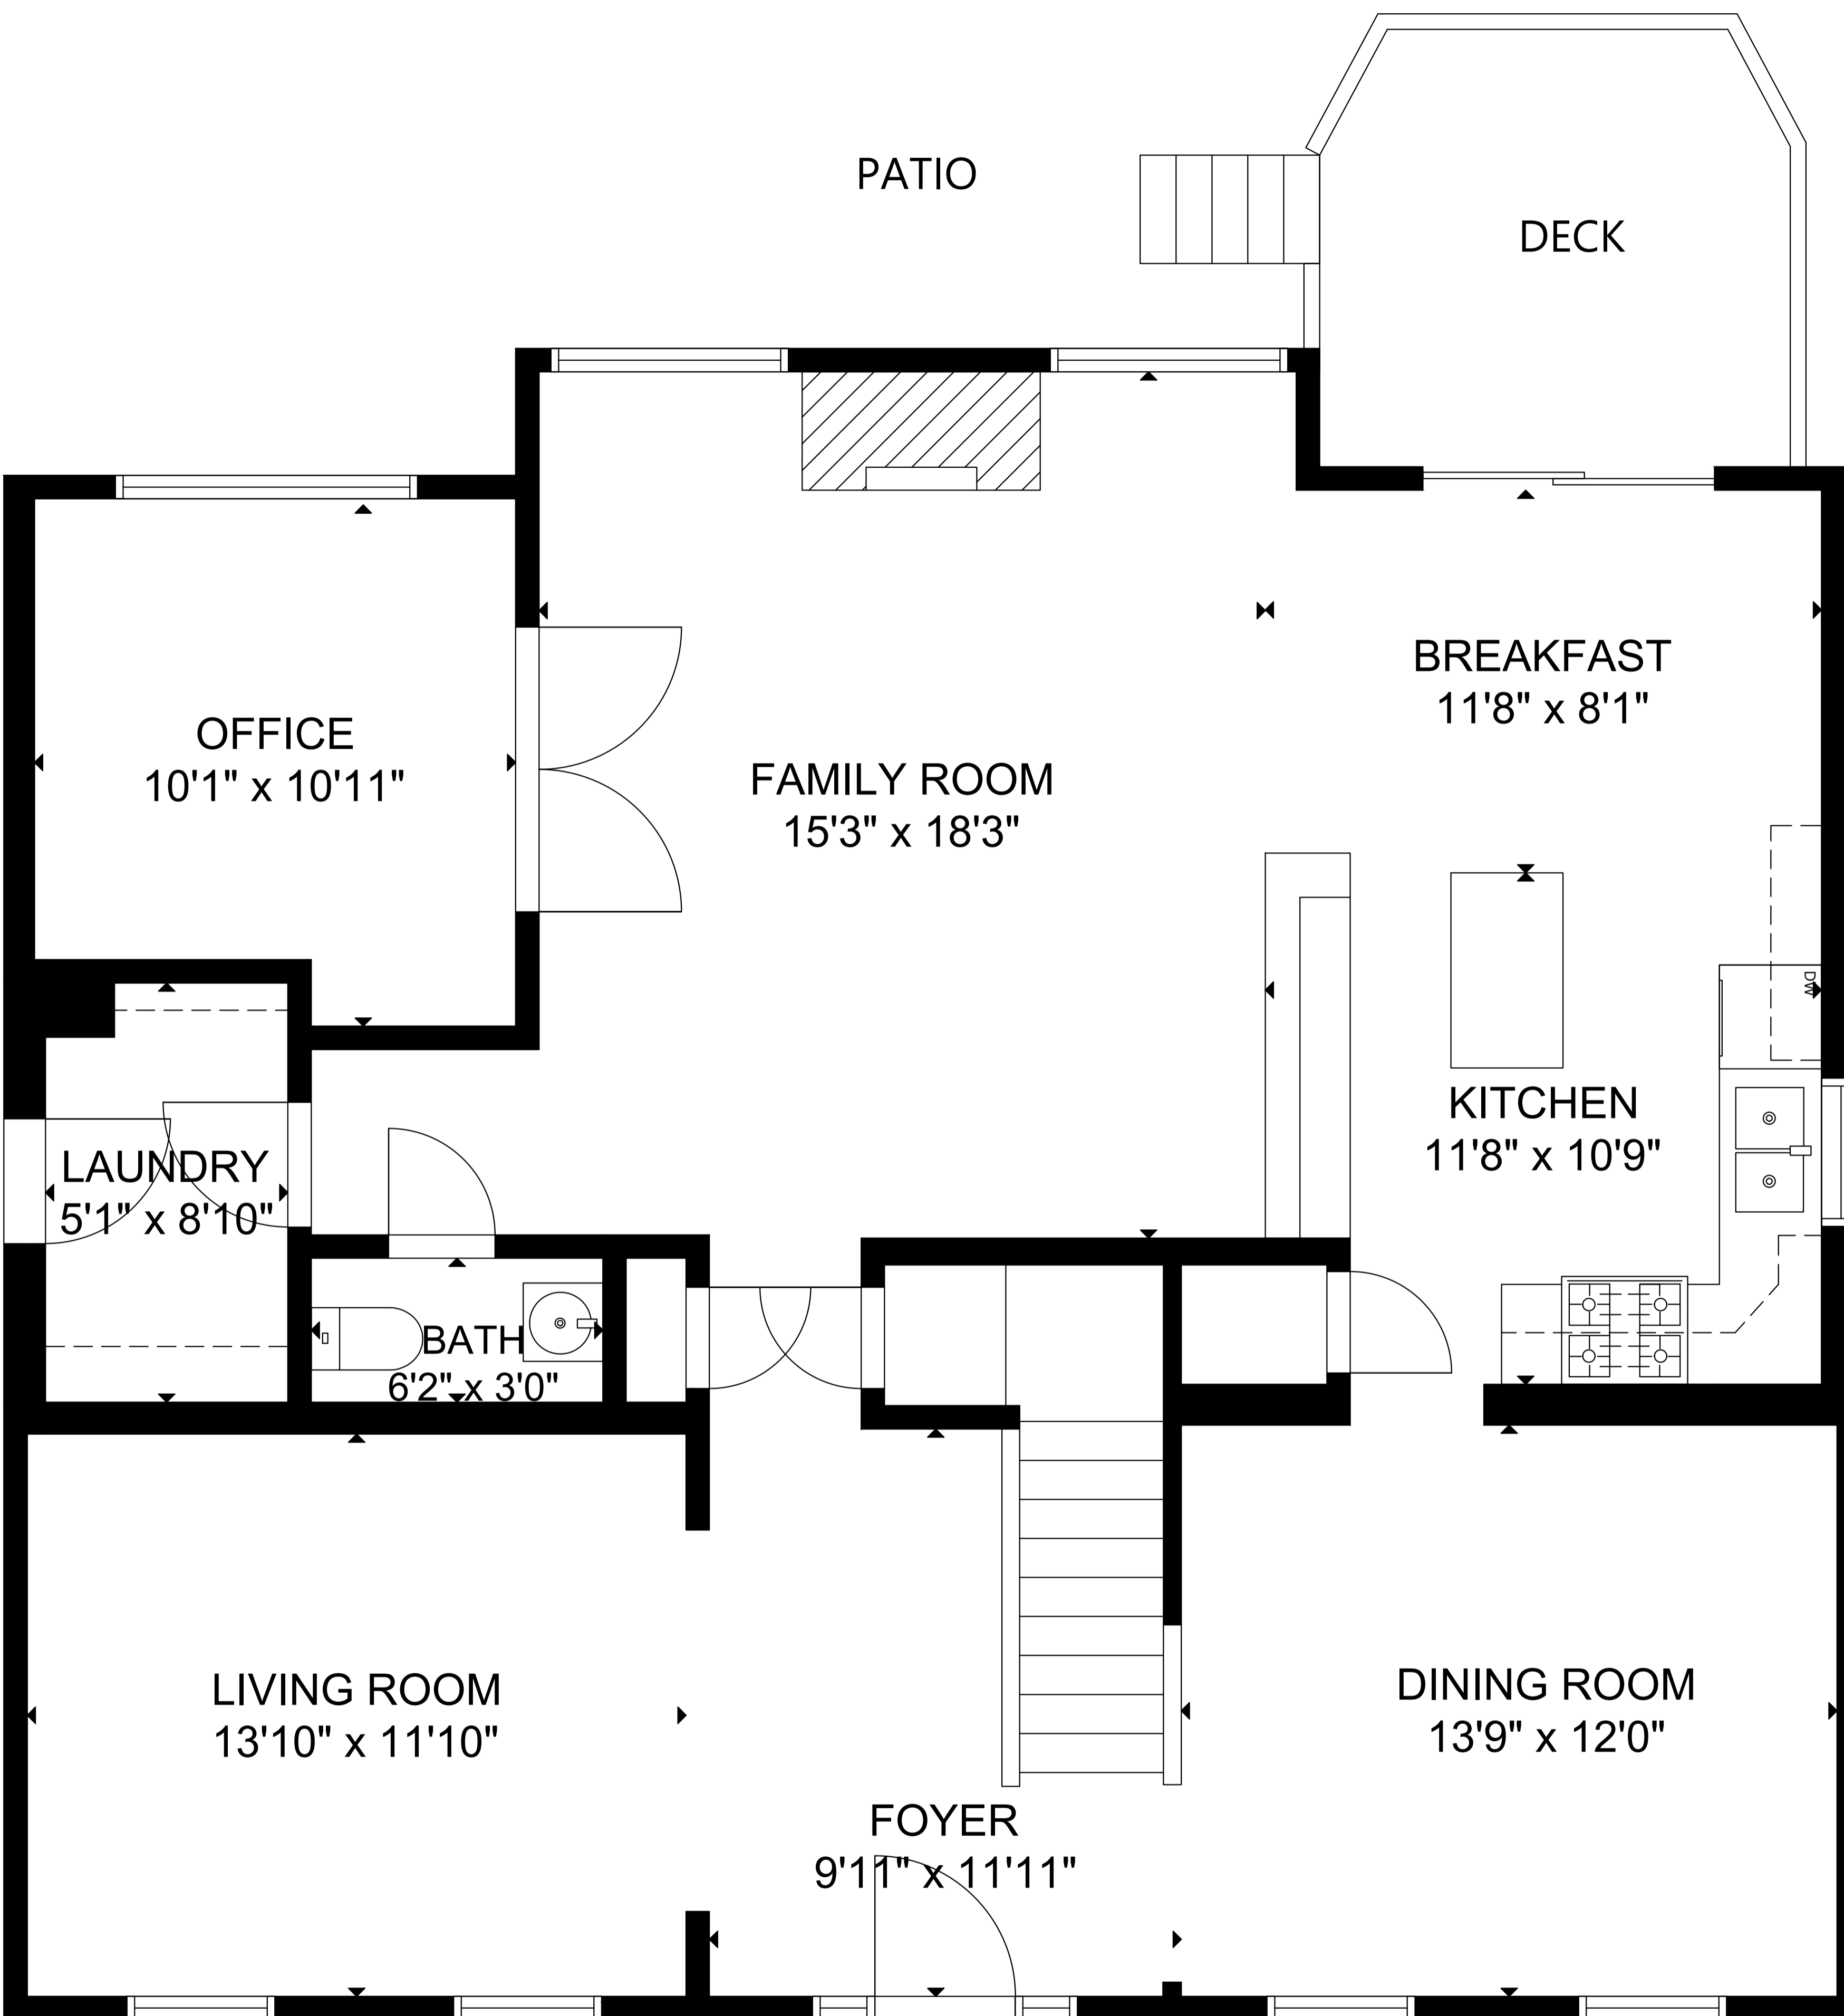 PATIO
DECK
BREAKFAST
11'8" x 8'1"
OFFICE
10'1" x 10'11"
FAMILY ROOM
15'3" x 18'3"
DW
KITCHEN
11'8" x 10'9"
LAUNDRY
5'1" x 8'10"
BATH
6'2" x 3'0"
LIVING ROOM
13'10" x 11'10"
DINING ROOM
13'9" x 12'0"
FOYER
9'11" x 11'11"